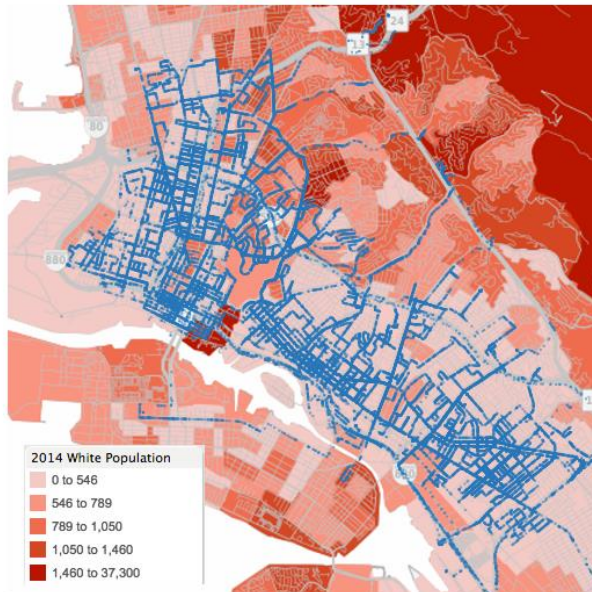 24
13
80
880
2014 White Population
0 to 546
546 to 789
789 to 1,050
1,050 to 1,460
1,460 to 37,300